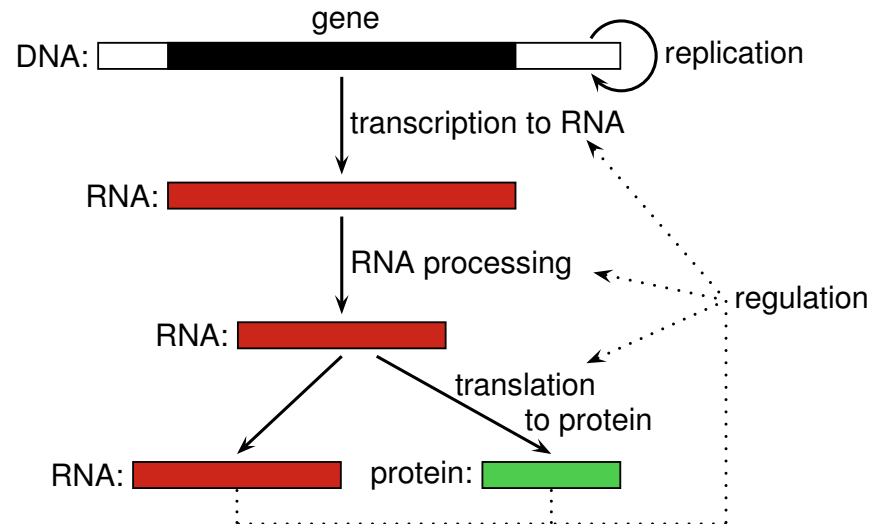 gene
DNA:
replication
transcription to RNA
RNA:
RNA processing
regulation
RNA:
translation
to protein
RNA:
protein: